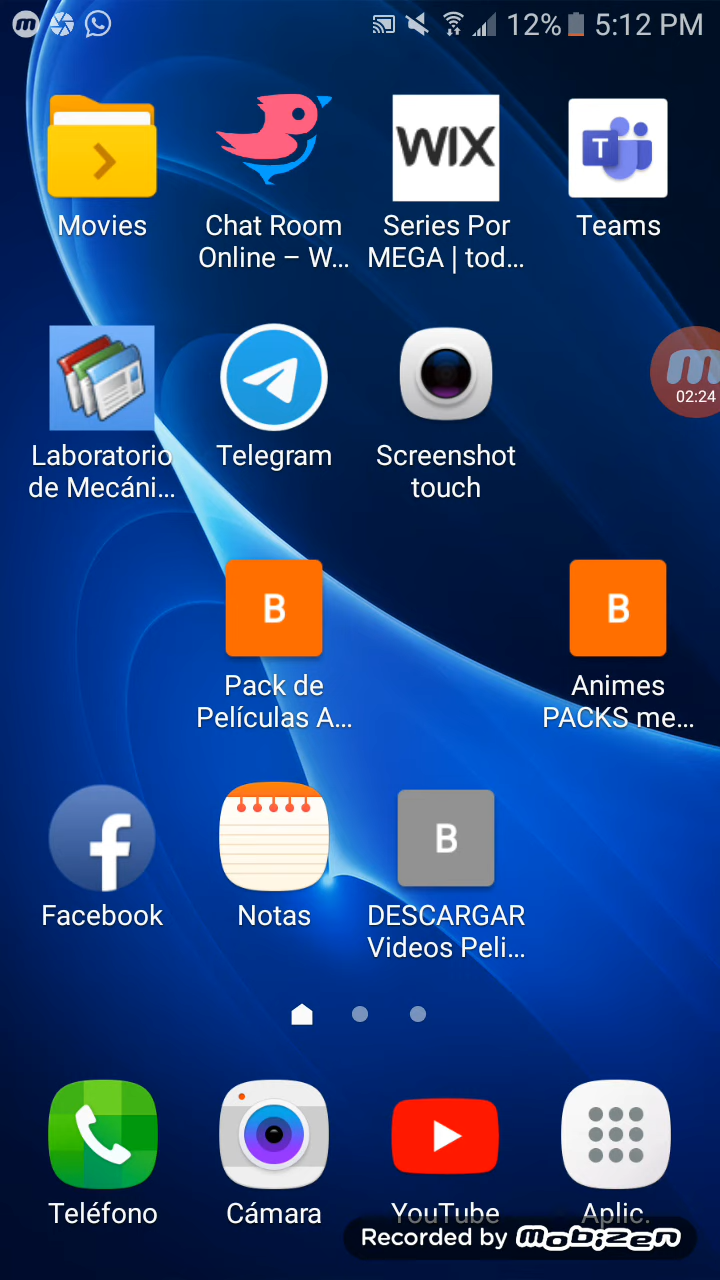 12% 5:12 PM
Movies
Chat Room
Online – W...
WIX
Series Por
MEGA | tod...
T
Teams
02:24
Laboratorio
de Mecáni...
Telegram
Screenshot
touch
B
Pack de
Películas A...
B
Animes
PACKS me...
f
Facebook
Notas
B
DESCARGAR
Videos Peli...
Teléfono
Cámara
YouTube
Aplic.
Recorded by mobizen